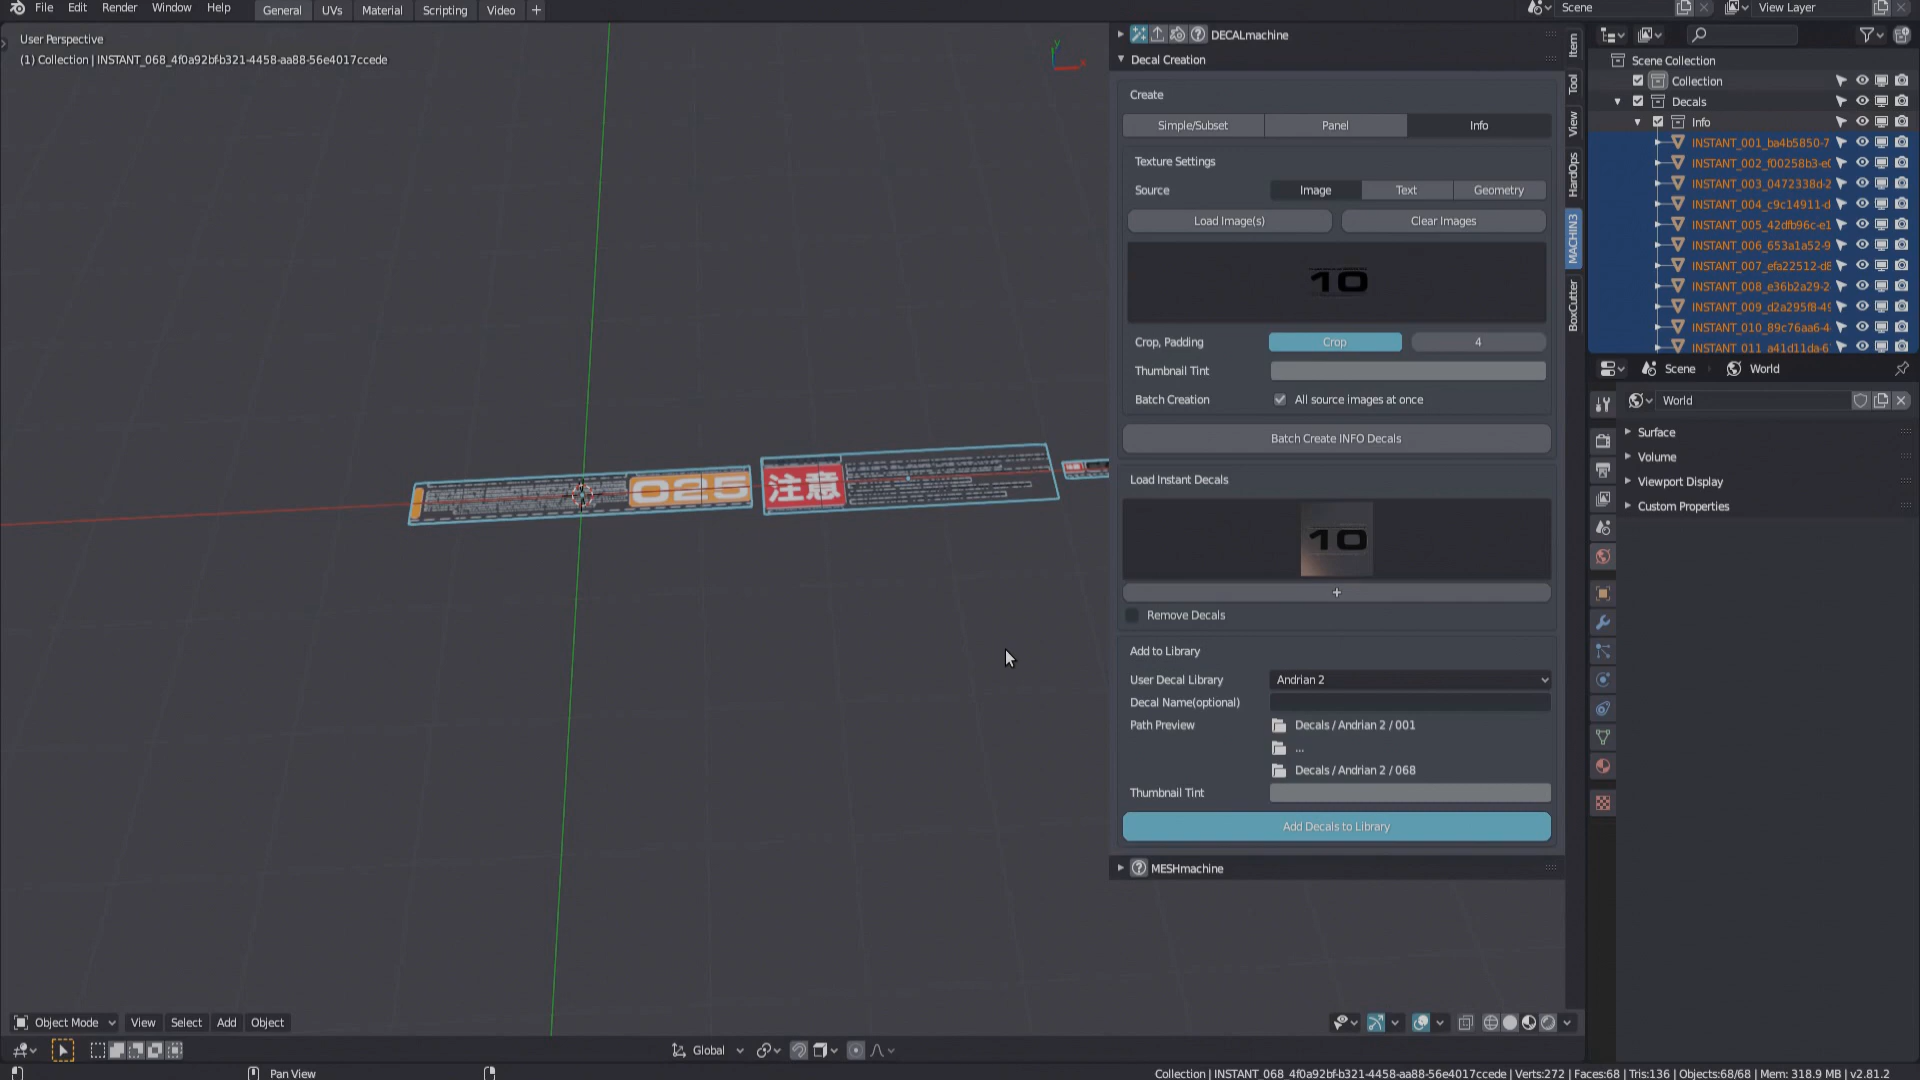 File Edit Render Window Help General UVs Material Scripting Video + Scene View Layer
User Perspective
(1) Collection | INSTANT_068_4f0a92bf-b321-4458-aa88-56e4017ccede
y
x
025
注意
DECALmachine
Decal Creation
Create
Simple/Subset Panel Info
Texture Settings
Source Image Text Geometry
Load Image(s) Clear Images
10
Crop, Padding Crop 4
Thumbnail Tint
Batch Creation All source images at once
Batch Create INFO Decals
Load Instant Decals
10
+
Remove Decals
Add to Library
User Decal Library Andrian 2
Decal Name(optional)
Path Preview Decals / Andrian 2 / 001
...
Decals / Andrian 2 / 068
Thumbnail Tint
Add Decals to Library
MESHmachine
Item
Tool
View
HardOps
MACHIN3
BoxCutter
Scene Collection
Collection
Decals
Info
INSTANT_001_ba4b5850-7
INSTANT_002_f00258b3-e0
INSTANT_003_0472338d-2
INSTANT_004_c9c14911-d
INSTANT_005_42dfb96c-e1
INSTANT_006_653a1a52-9
INSTANT_007_efa22512-d8
INSTANT_008_e36b2a29-2
INSTANT_009_d2a295f8-49
INSTANT_010_89c76aa6-4
INSTANT_011_a41d11da-6
Scene World
World
Surface
Volume
Viewport Display
Custom Properties
Object Mode View Select Add Object
Global
Pan View
Collection | INSTANT_068_4f0a92bf-b321-4458-aa88-56e4017ccede | Verts:272 | Faces:68 | Tris:136 | Objects:68/68 | Mem: 318.9 MB | v2.81.2